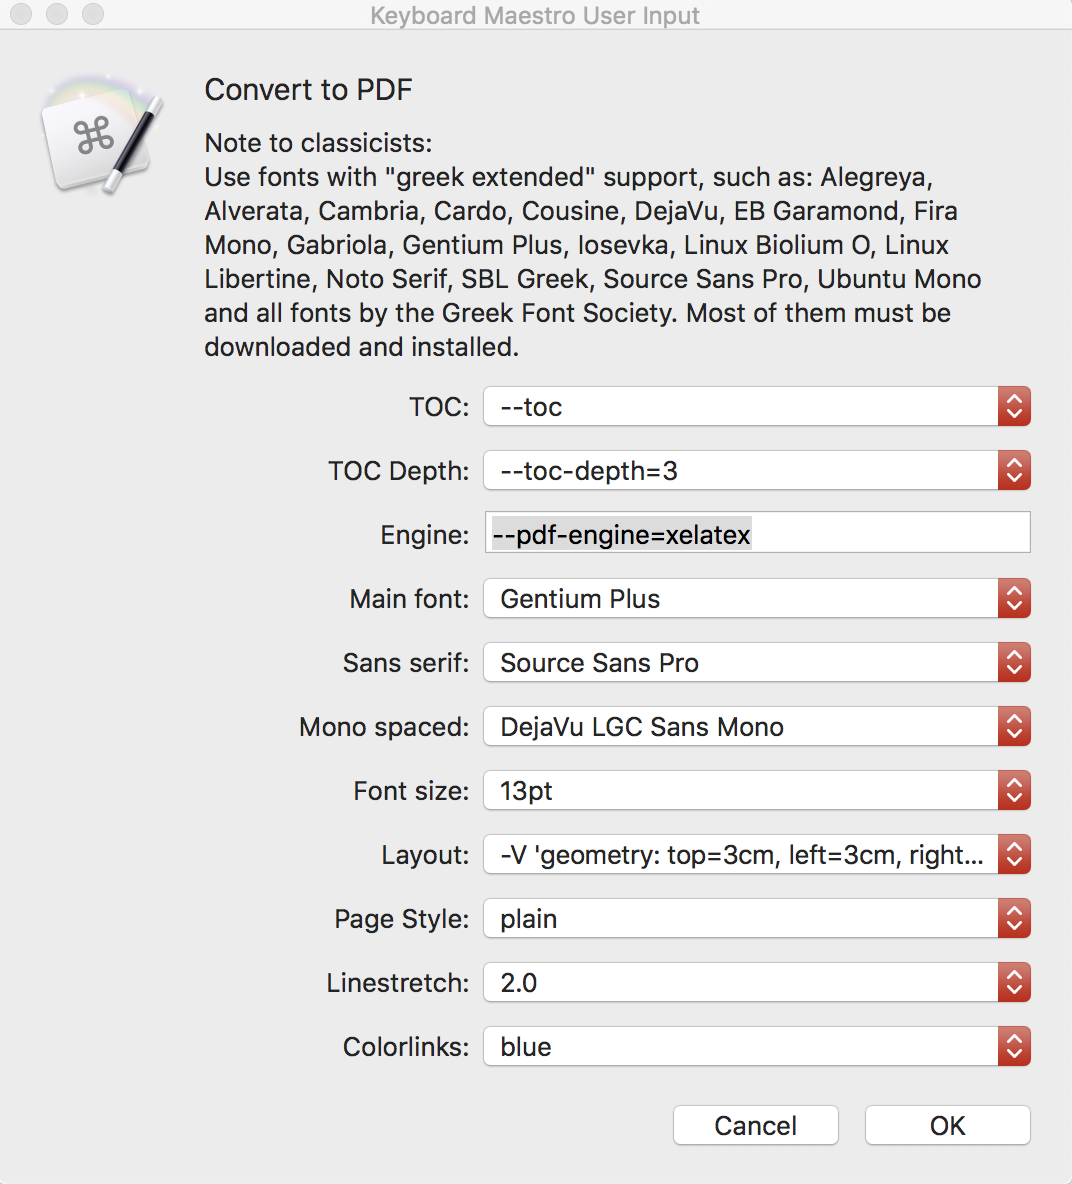 Keyboard Maestro User Input
Convert to PDF
Note to classicists:
Use fonts with "greek extended" support, such as: Alegreya,
Alverata, Cambria, Cardo, Cousine, DejaVu, EB Garamond, Fira
Mono, Gabriola, Gentium Plus, Iosevka, Linux Biolium O, Linux
Libertine, Noto Serif, SBL Greek, Source Sans Pro, Ubuntu Mono
and all fonts by the Greek Font Society. Most of them must be
downloaded and installed.
TOC: --toc
TOC Depth: --toc-depth=3
Engine: --pdf-engine=xelatex
Main font: Gentium Plus
Sans serif: Source Sans Pro
Mono spaced: DejaVu LGC Sans Mono
Font size: 13pt
Layout: -V 'geometry: top=3cm, left=3cm, right...
Page Style: plain
Linestretch: 2.0
Colorlinks: blue
Cancel OK